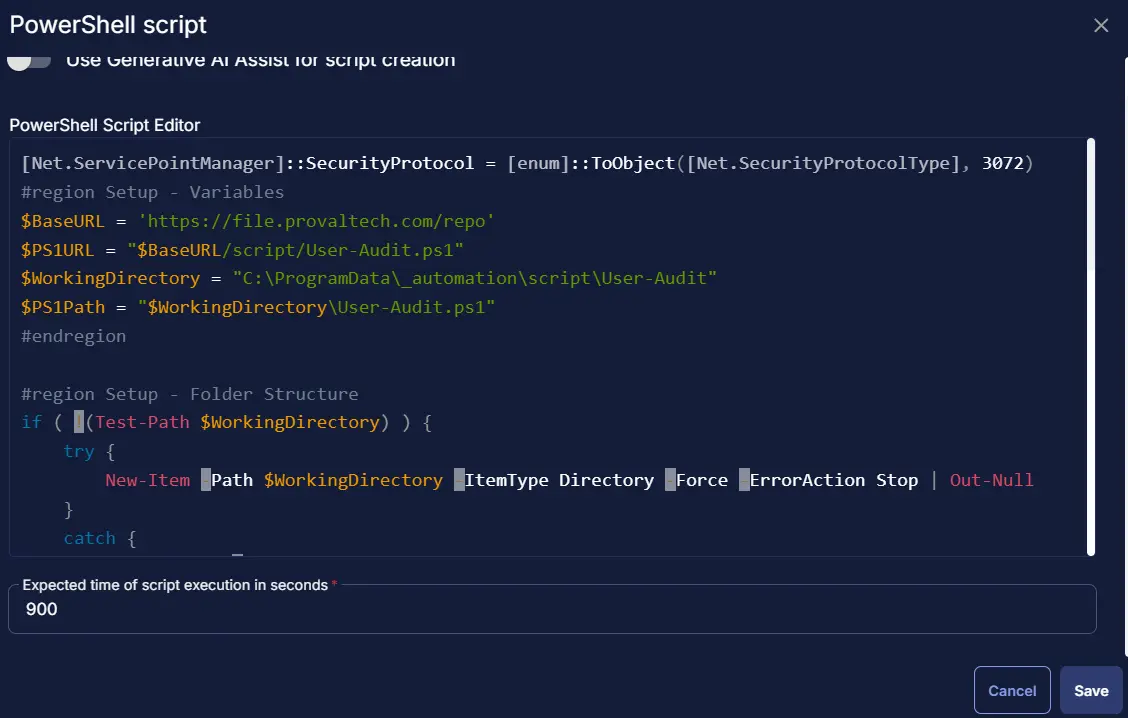 PowerShell script
Use Generative AI Assist for script creation
PowerShell Script Editor
[Net.ServicePointManager]::SecurityProtocol = [enum]::ToObject([Net.SecurityProtocolType], 3072)
#region Setup - Variables
$BaseURL = 'https://file.provaltech.com/repo'
$PS1URL = "$BaseURL/script/User-Audit.ps1"
$WorkingDirectory = "C:\ProgramData\_automation\script\User-Audit"
$PS1Path = "$WorkingDirectory\User-Audit.ps1"
#endregion
#region Setup - Folder Structure
if ( !(Test-Path $WorkingDirectory) ) {
try {
New-Item -Path $WorkingDirectory -ItemType Directory -Force -ErrorAction Stop | Out-Null
}
catch {
Expected time of script execution in seconds *
900
Cancel
Save